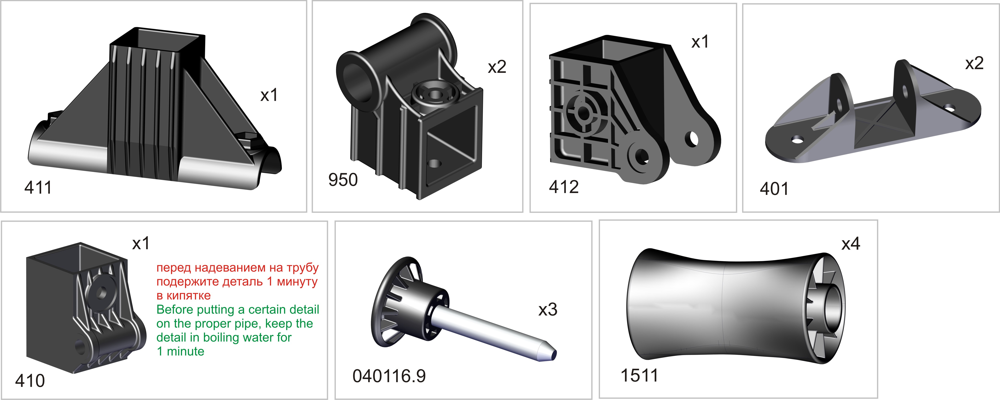 x1
411
x2
950
x1
412
x2
401
x1
перед надеванием на трубу
подержите деталь 1 минуту
в кипятке
Before putting a certain detail
on the proper pipe, keep the
detail in boiling water for
1 minute
410
x3
040116.9
x4
1511